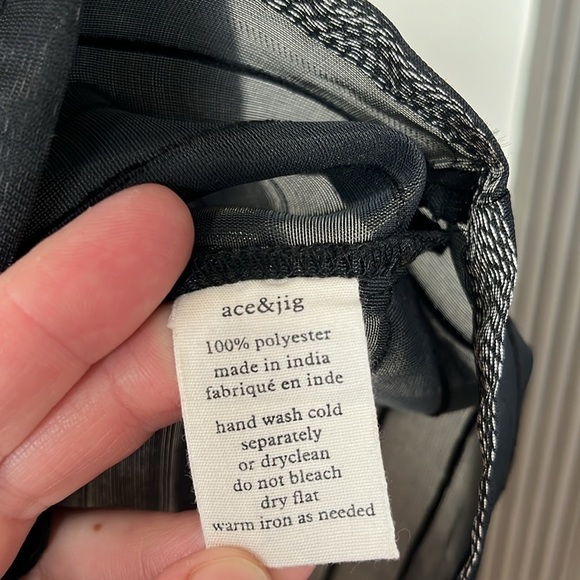 ace&jig
100% polyester
made in india
fabriqué en inde
hand wash cold
separately
or dryclean
do not bleach
dry flat
warm iron as needed